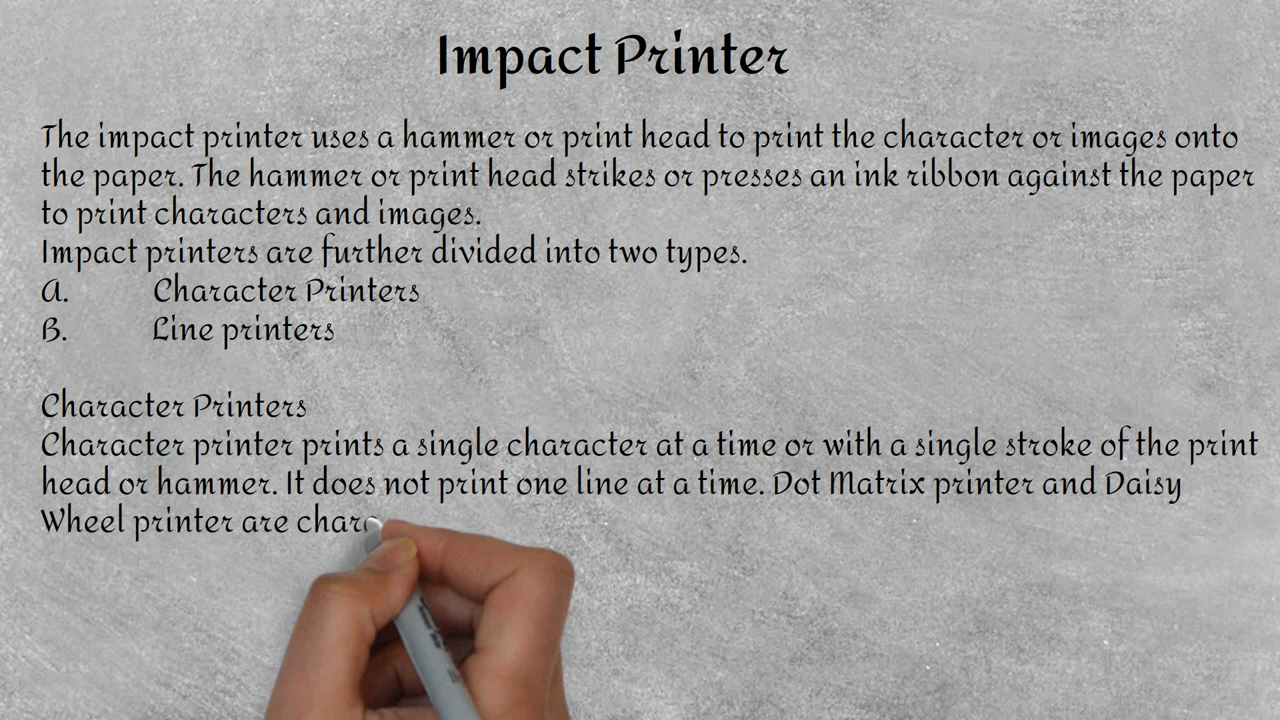 Impact Printer
The impact printer uses a hammer or print head to print the character or images onto
the paper. The hammer or print head strikes or presses an ink ribbon against the paper
to print characters and images.
Impact printers are further divided into two types.
A. Character Printers
B. Line printers
Character Printers
Character printer prints a single character at a time or with a single stroke of the print
head or hammer. It does not print one line at a time. Dot Matrix printer and Daisy
Wheel printer are